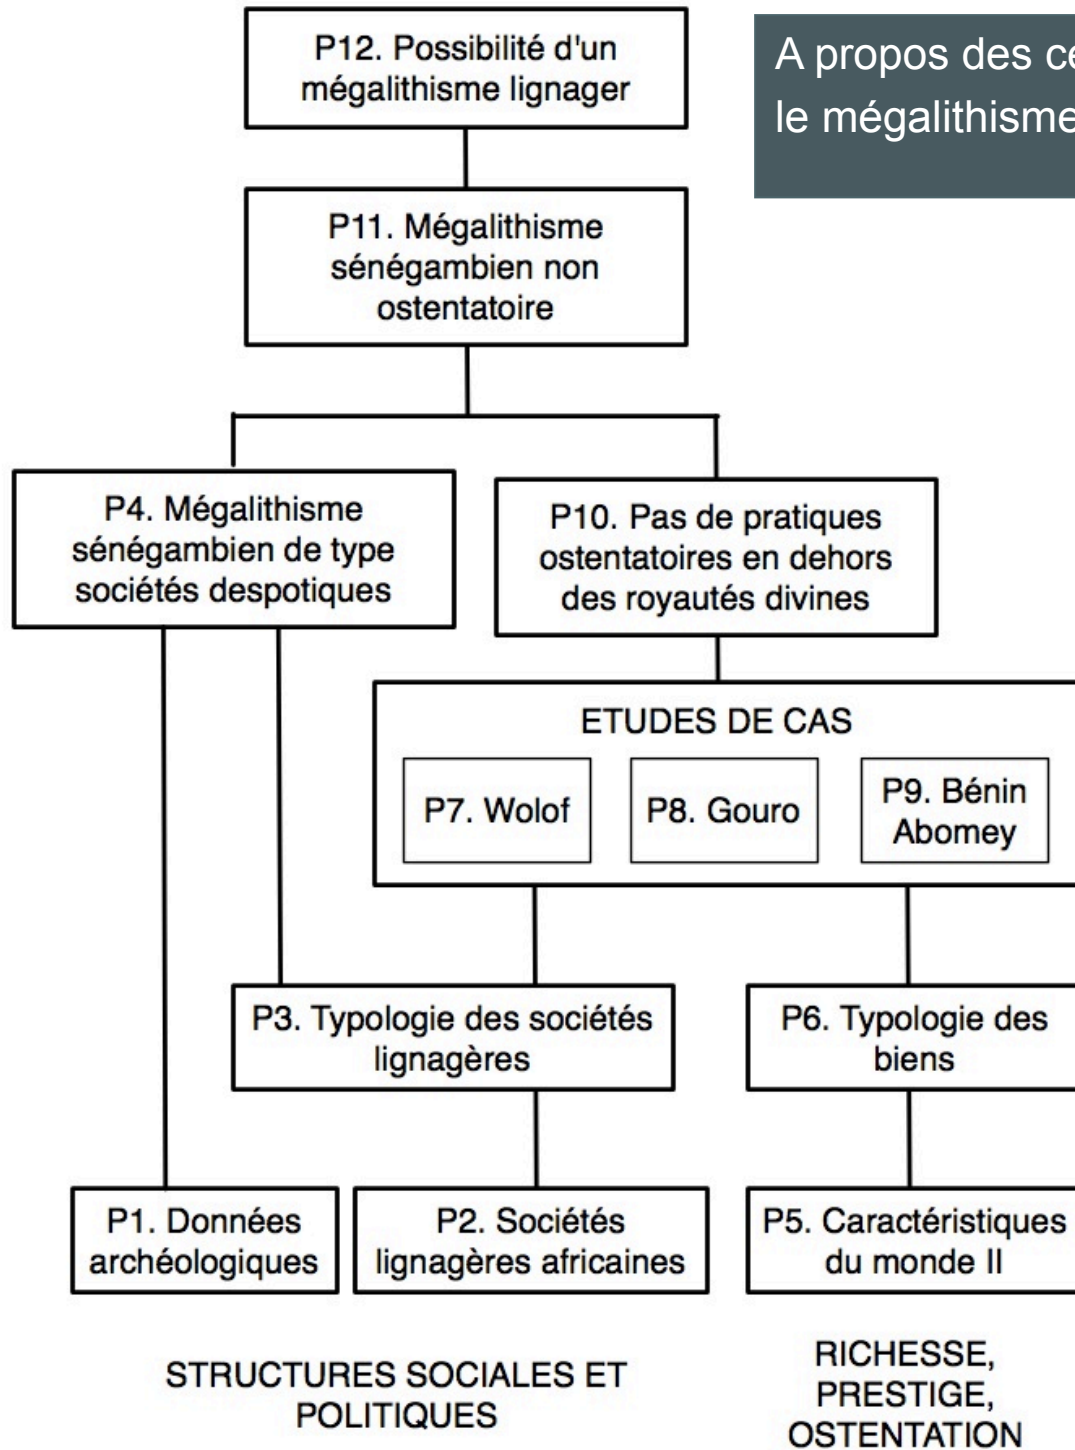 P12. Possibilité d'un
mégalithisme lignager
A propos des
le mégalithisme
P11. Mégalithisme
sénégambien non
ostentatoire
P4. Mégalithisme
sénégambien de type
sociétés despotiques
P10. Pas de pratiques
ostentatoires en dehors
des royautés divines
ETUDES DE CAS
P7. Wolof
P8. Gouro
P9. Bénin
Abomey
P3. Typologie des sociétés
lignagères
P6. Typologie des
biens
P1. Données
archéologiques
P2. Sociétés
lignagères africaines
P5. Caractéristiques
du monde II
STRUCTURES SOCIALES ET
POLITIQUES
RICHESSE,
PRESTIGE,
OSTENTATION